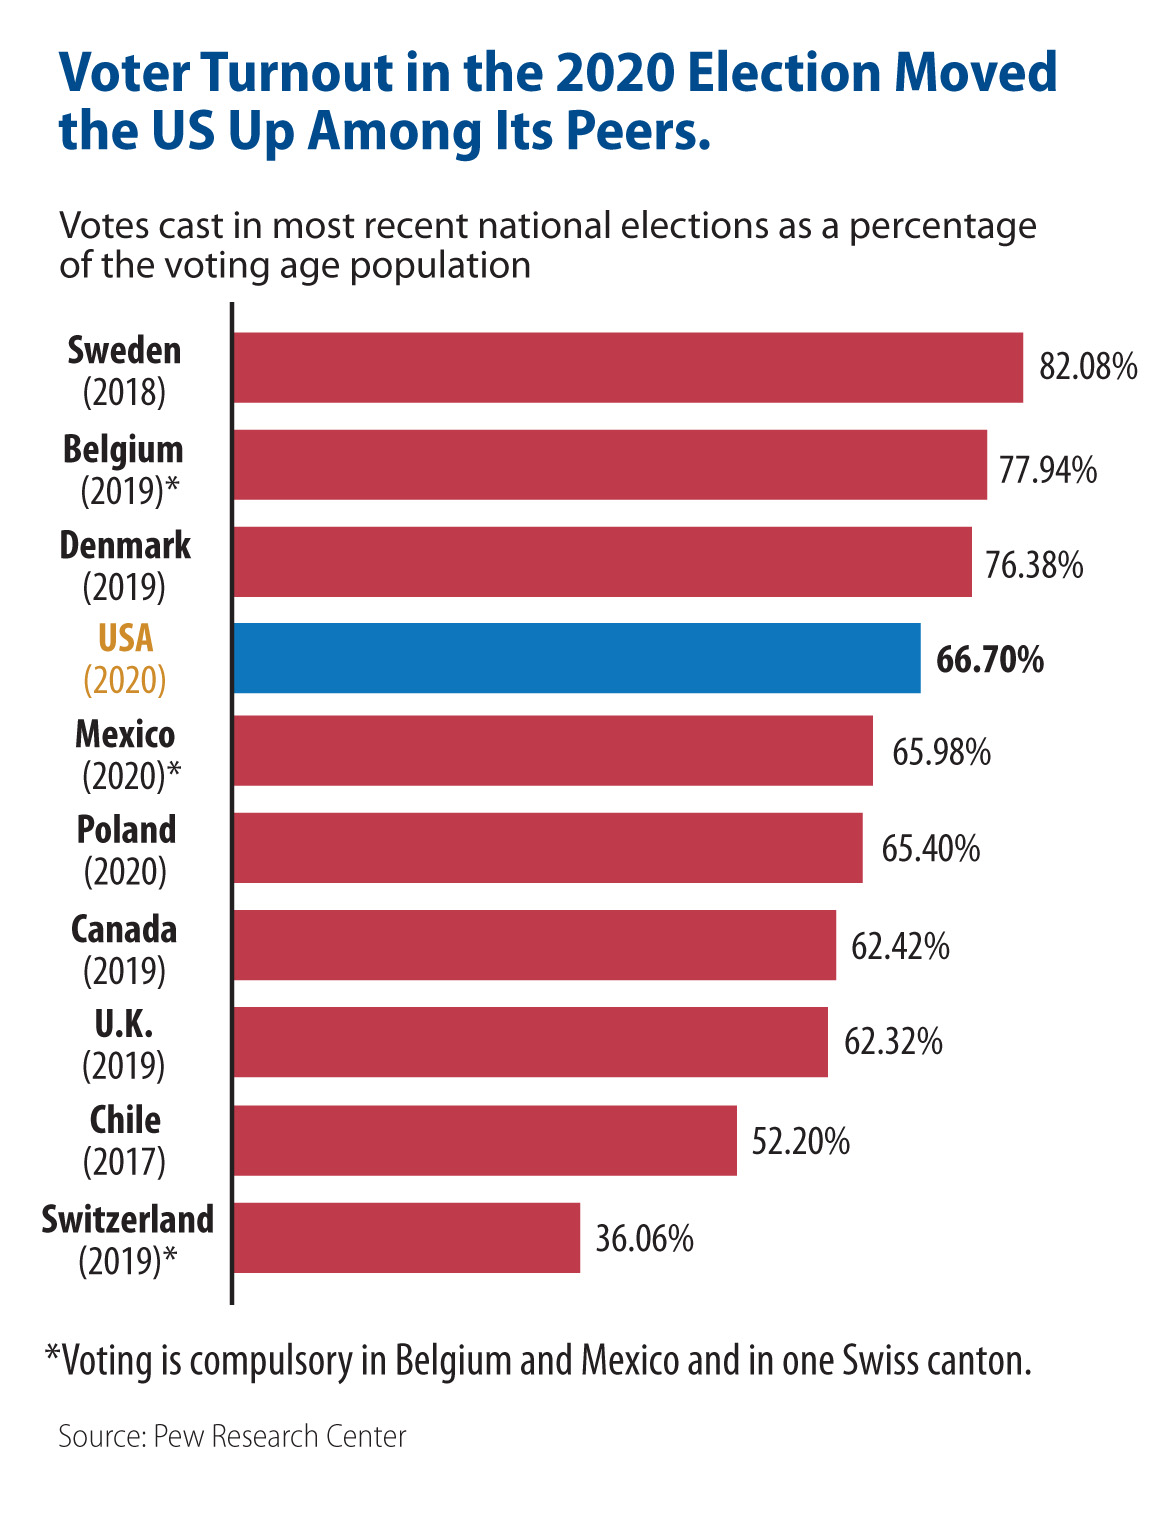 Voter Turnout in the 2020 Election Moved
the US Up Among Its Peers.
Votes cast in most recent national elections as a percentage
of the voting age population
Sweden
(2018)
82.08%
Belgium
(2019)*
77.94%
Denmark
(2019)
76.38%
USA
(2020)
66.70%
Mexico
(2020)*
65.98%
Poland
(2020)
65.40%
Canada
(2019)
62.42%
U.K.
(2019)
62.32%
Chile
(2017)
52.20%
Switzerland
(2019)*
36.06%
*Voting is compulsory in Belgium and Mexico and in one Swiss canton.
Source: Pew Research Center